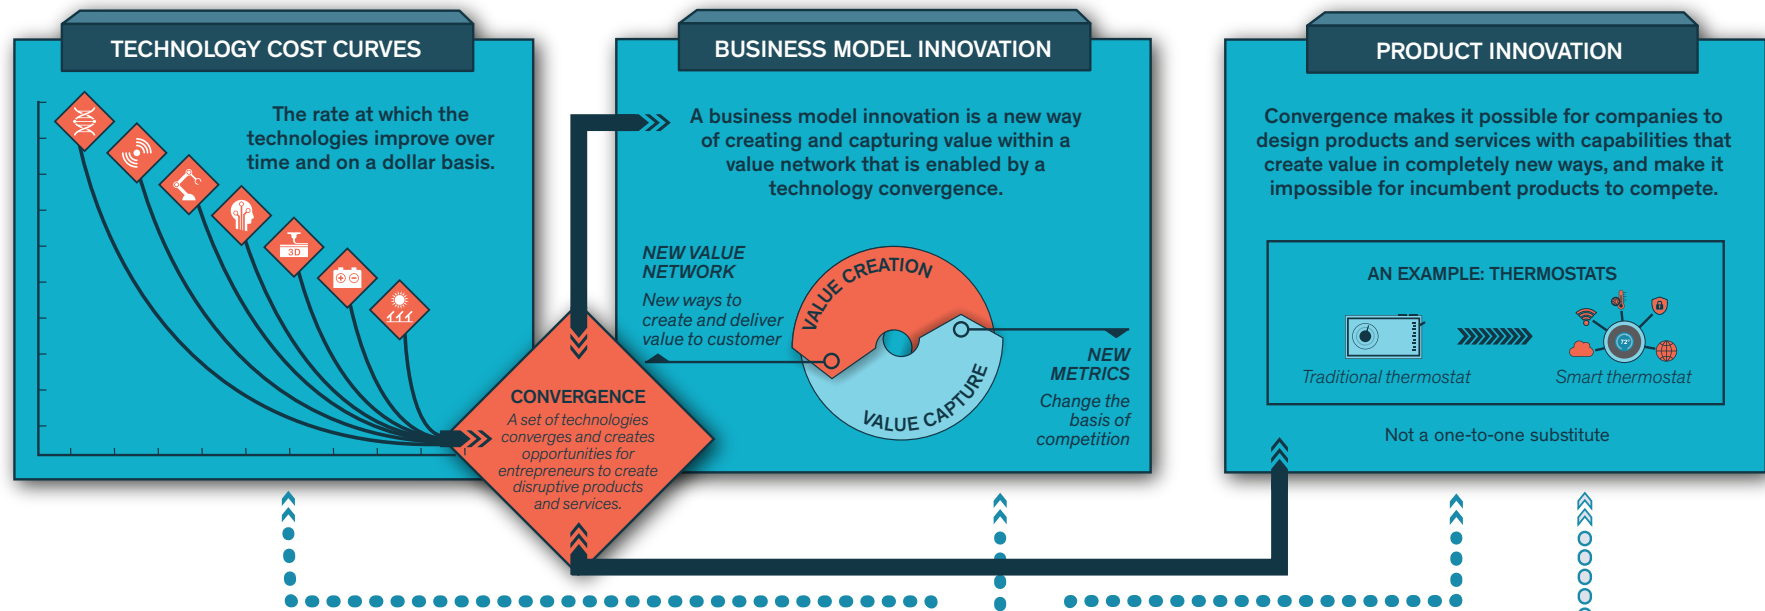 TECHNOLOGY COST CURVES
The rate at which the
technologies improve over
time and on a dollar basis.
3D
CONVERGENCE
A set of technologies
converges and creates
opportunities for
entrepreneurs to create
disruptive products
and services.
BUSINESS MODEL INNOVATION
A business model innovation is a new way
of creating and capturing value within a
value network that is enabled by a
technology convergence.
NEW VALUE
NETWORK
New ways to
create and deliver
value to customer
VALUE CREATION
VALUE CAPTURE
NEW
METRICS
Change the
basis of
competition
PRODUCT INNOVATION
Convergence makes it possible for companies to
design products and services with capabilities that
create value in completely new ways, and make it
impossible for incumbent products to compete.
AN EXAMPLE: THERMOSTATS
72°
Traditional thermostat
Smart thermostat
Not a one-to-one substitute